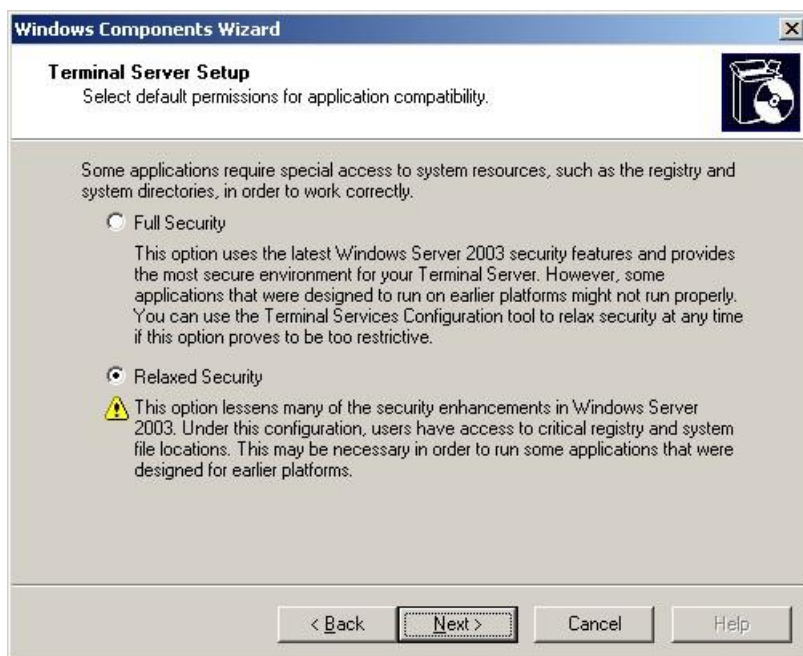 Windows Components Wizard
Terminal Server Setup
Select default permissions for application compatibility.
Some applications require special access to system resources, such as the registry and
system directories, in order to work correctly.
Full Security
This option uses the latest Windows Server 2003 security features and provides
the most secure environment for your Terminal Server. However, some
applications that were designed to run on earlier platforms might not run properly.
You can use the Terminal Services Configuration tool to relax security at any time
if this option proves to be too restrictive.
Relaxed Security
This option lessens many of the security enhancements in Windows Server
2003. Under this configuration, users have access to critical registry and system
file locations. This may be necessary in order to run some applications that were
designed for earlier platforms.
< Back Next > Cancel Help